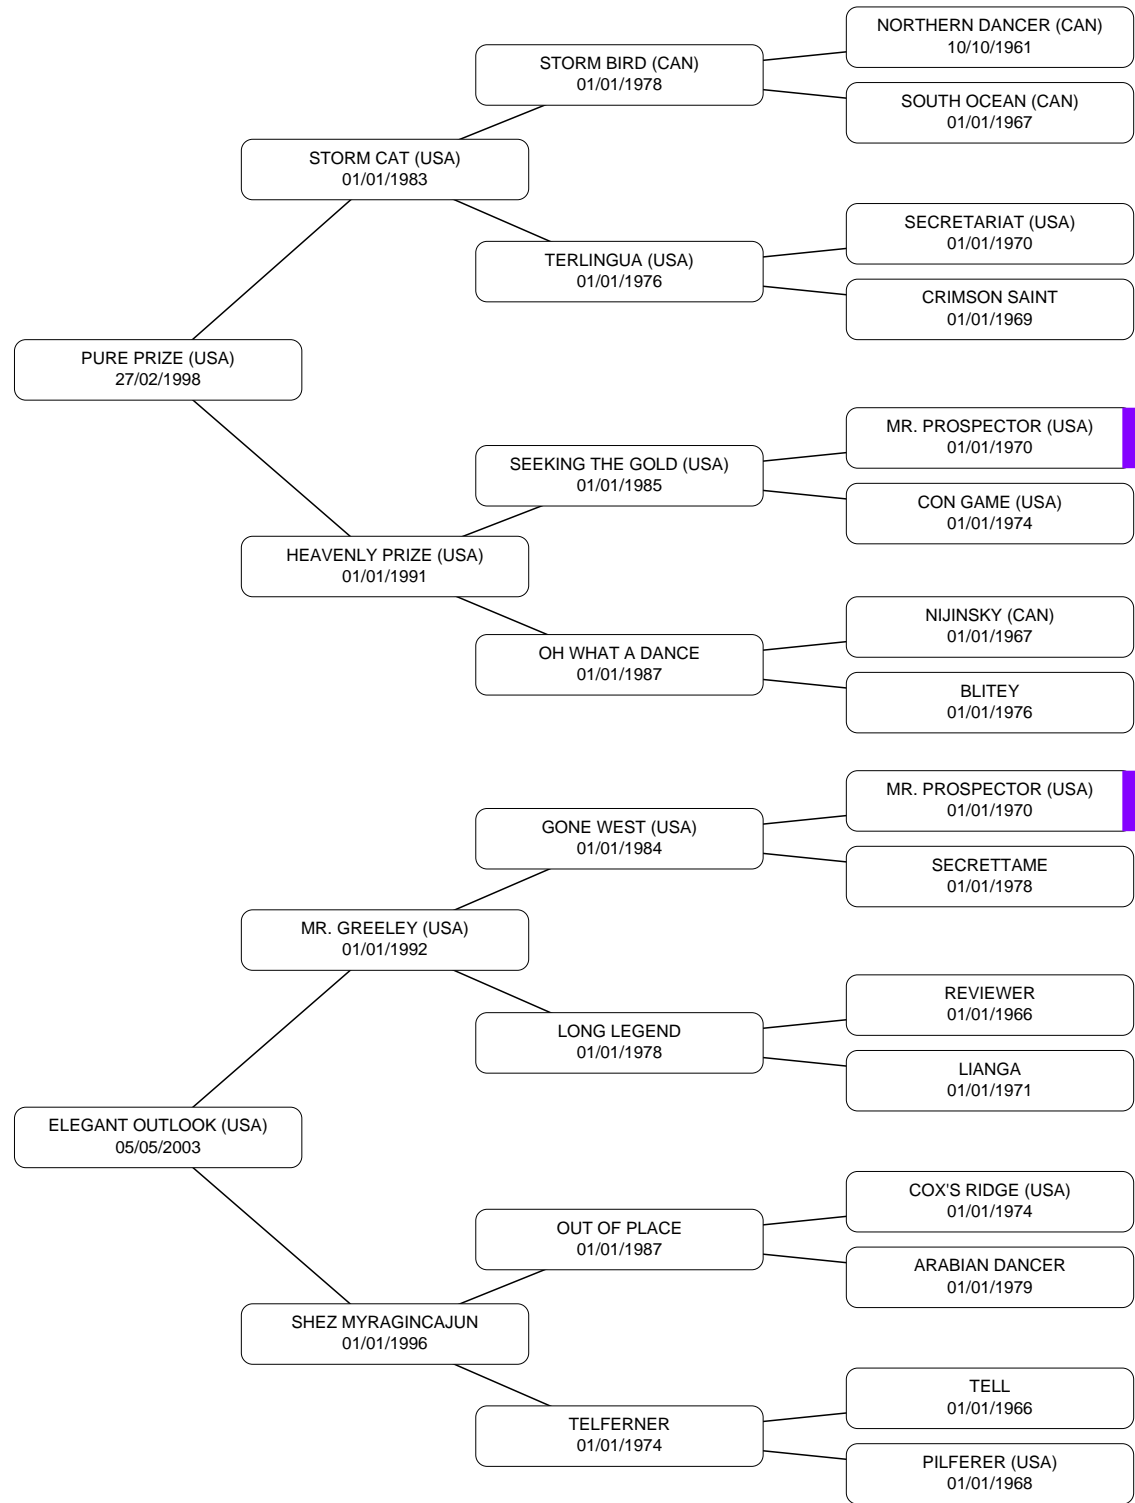 NORTHERN DANCER (CAN)
10/10/1961
STORM BIRD (CAN)
01/01/1978
SOUTH OCEAN (CAN)
01/01/1967
STORM CAT (USA)
01/01/1983
SECRETARIAT (USA)
01/01/1970
TERLINGUA (USA)
01/01/1976
CRIMSON SAINT
01/01/1969
PURE PRIZE (USA)
27/02/1998
MR. PROSPECTOR (USA)
01/01/1970
SEEKING THE GOLD (USA)
01/01/1985
CON GAME (USA)
01/01/1974
HEAVENLY PRIZE (USA)
01/01/1991
NIJINSKY (CAN)
01/01/1967
OH WHAT A DANCE
01/01/1987
BLITEY
01/01/1976
MR. PROSPECTOR (USA)
01/01/1970
GONE WEST (USA)
01/01/1984
SECRETTAME
01/01/1978
MR. GREELEY (USA)
01/01/1992
REVIEWER
01/01/1966
LONG LEGEND
01/01/1978
LIANGA
01/01/1971
ELEGANT OUTLOOK (USA)
05/05/2003
COX'S RIDGE (USA)
01/01/1974
OUT OF PLACE
01/01/1987
ARABIAN DANCER
01/01/1979
SHEZ MYRAGINCAJUN
01/01/1996
TELL
01/01/1966
TELFERNER
01/01/1974
PILFERER (USA)
01/01/1968